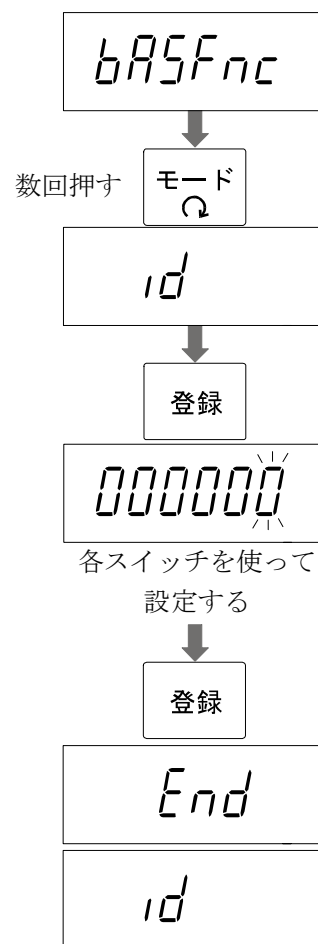 bASFnc
数回押す
モード
id
登録
000000
各スイッチを使って
設定する
登録
End
id